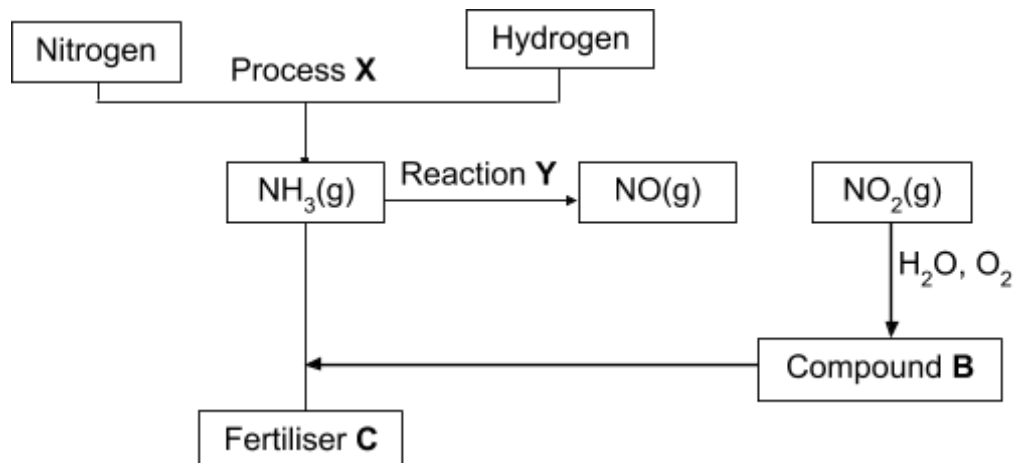 Nitrogen
Hydrogen
Process X
NH₃(g)
Reaction Y
NO(g)
NO₂(g)
H₂O, O₂
Compound B
Fertiliser C